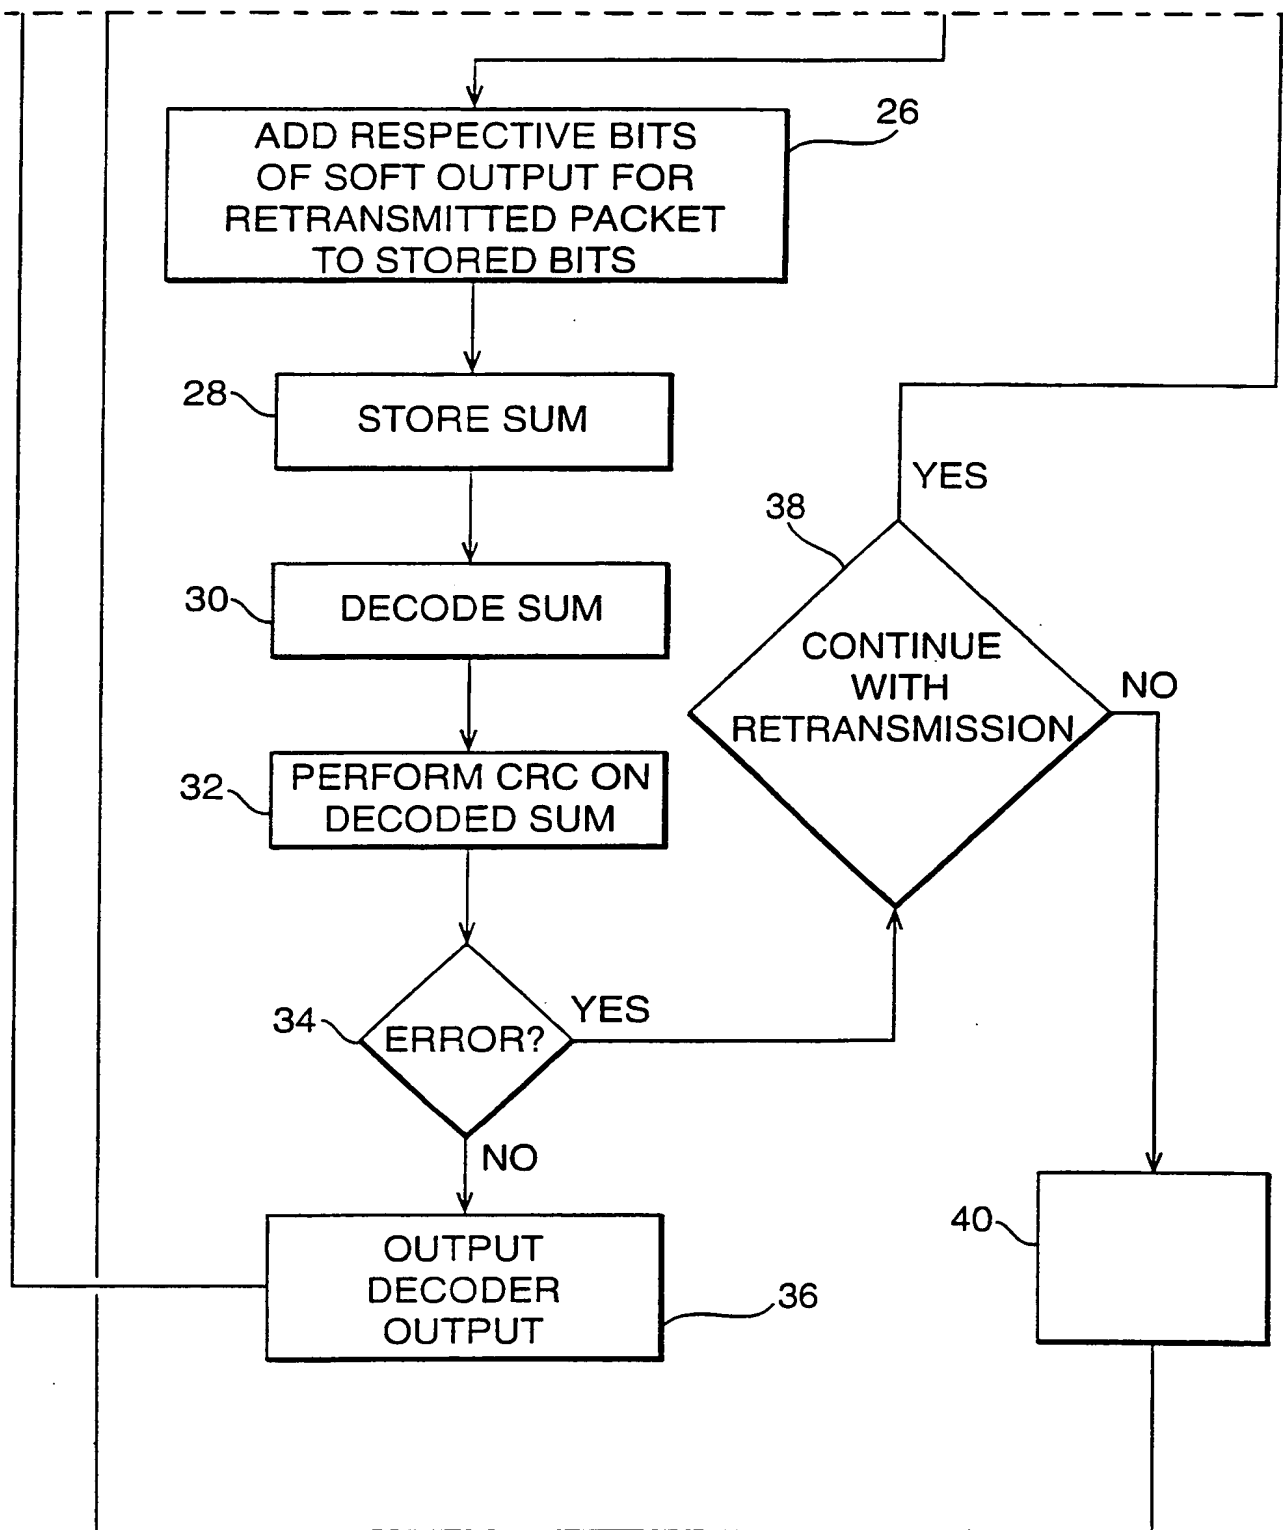 26
ADD RESPECTIVE BITS
OF SOFT OUTPUT FOR
RETRANSMITTED PACKET
TO STORED BITS
28
STORE SUM
YES
38
30
DECODE SUM
CONTINUE
WITH
RETRANSMISSION
NO
32
PERFORM CRC ON
DECODED SUM
34
ERROR?
YES
NO
40
OUTPUT
DECODER
OUTPUT
36